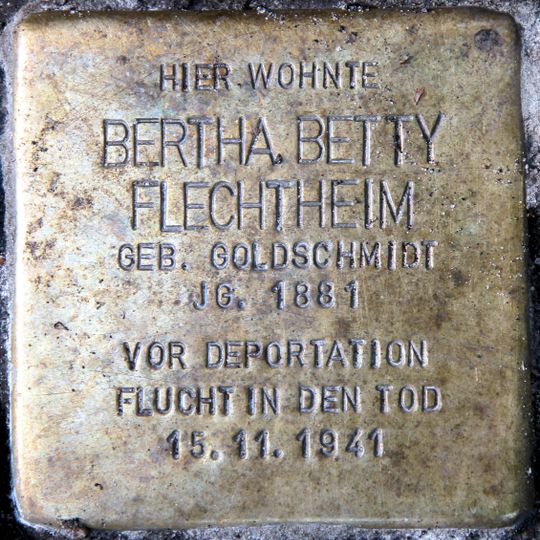 HIER WOHNTE
BERTHA BETTY
FLECHTHEIM
GEB. GOLDSCHMIDT
JG. 1881
VOR DEPORTATION
FLUCHT IN DEN TOD
15.11.1941